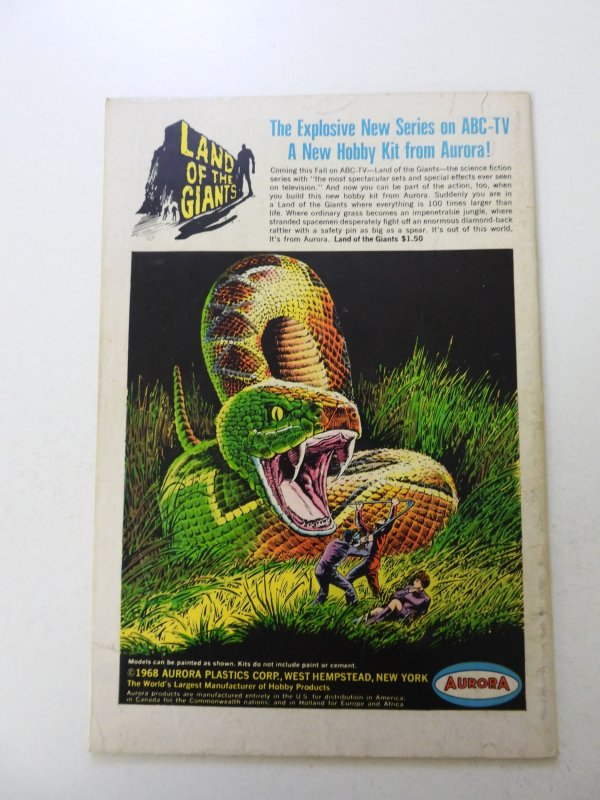 LAND
OF THE
GIANTS
The Explosive New Series on ABC-TV
A New Hobby Kit from Aurora!
Coming this Fall on ABC-TV—Land of the Giants—the science fiction
series with "the most spectacular sets and special effects ever seen
on television." And now you can be part of the action, too, when
you build this new hobby kit from Aurora. Suddenly you are in
a Land of the Giants where everything is 100 times larger than
life. Where ordinary grass becomes an impenetrable jungle, where
stranded spacemen desperately fight off an enormous diamond-back
rattler with a safety pin as big as a spear. It's out of this world.
It's from Aurora. Land of the Giants $1.50
Models can be painted as shown. Kits do not include paint or cement.
©1968 AURORA PLASTICS CORP., WEST HEMPSTEAD, NEW YORK
The World's Largest Manufacturer of Hobby Products
Aurora products are manufactured entirely in the U.S. for distribution in America;
in Canada for the Commonwealth nations; and in Holland for Europe and Africa
AURORA